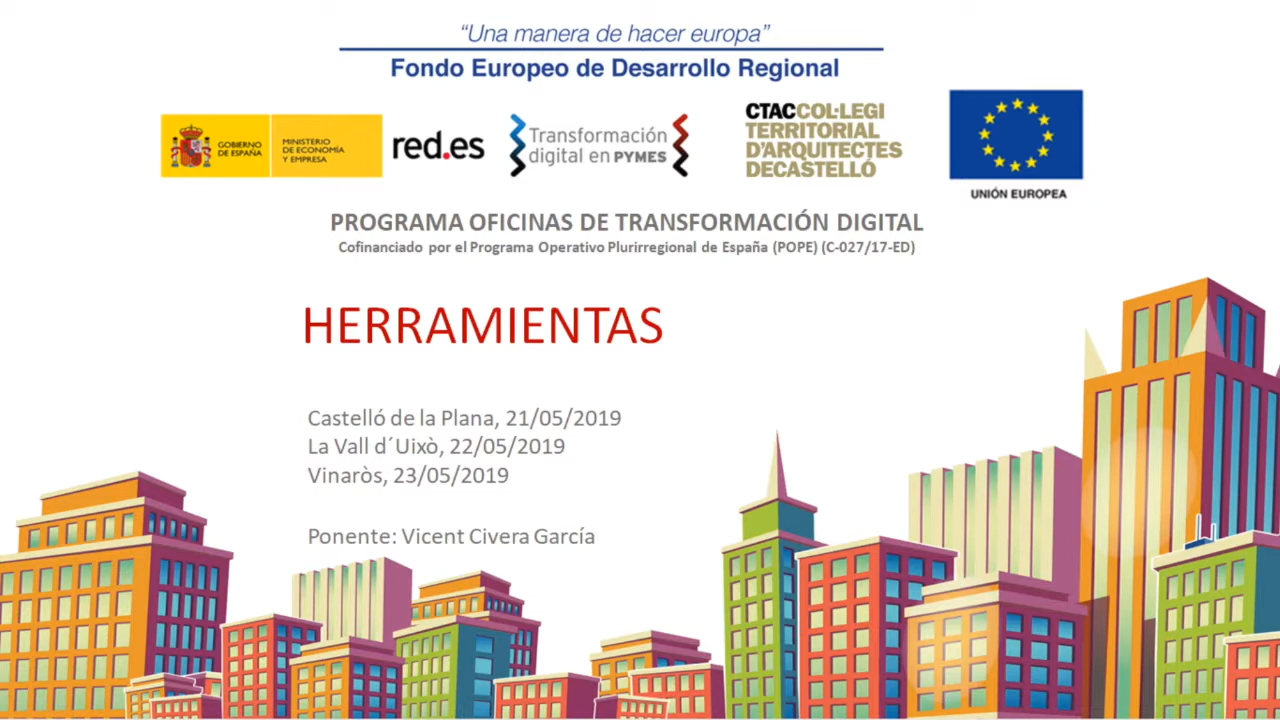 “Una manera de hacer europa”
Fondo Europeo de Desarrollo Regional
GOBIERNO
DE ESPAÑA
MINISTERIO
DE ECONOMÍA
Y EMPRESA
red.es
Transformación
digital en PYMES
CTAC COL·LEGI
TERRITORIAL
D'ARQUITECTES
DECASTELLÓ
UNIÓN EUROPEA
PROGRAMA OFICINAS DE TRANSFORMACIÓN DIGITAL
Cofinanciado por el Programa Operativo Plurirregional de España (POPE) (C-027/17-ED)
HERRAMIENTAS
Castelló de la Plana, 21/05/2019
La Vall d´Uixò, 22/05/2019
Vinaròs, 23/05/2019
Ponente: Vicent Civera García